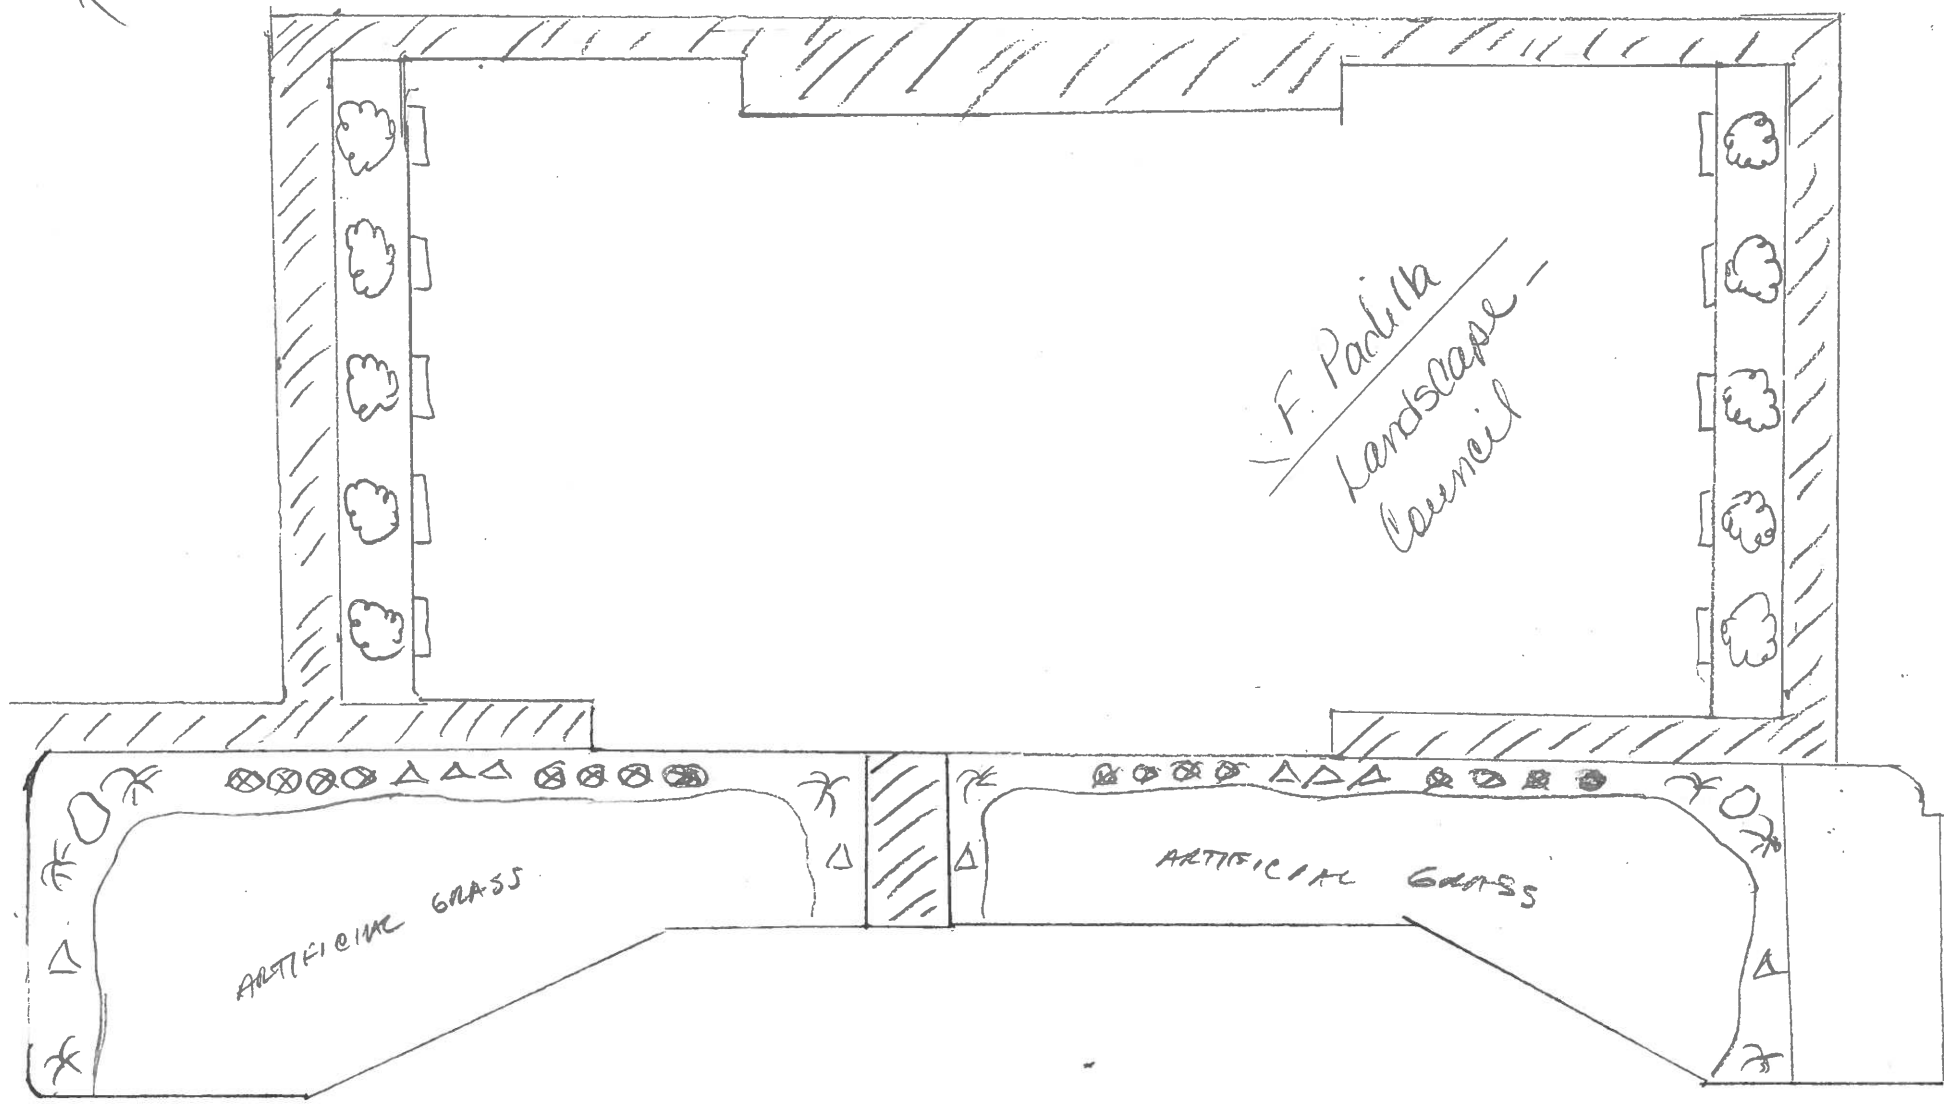 F. Padilla
Landscape -
Council
ARTIFICIAL GRASS
ARTIFICIAL GRASS